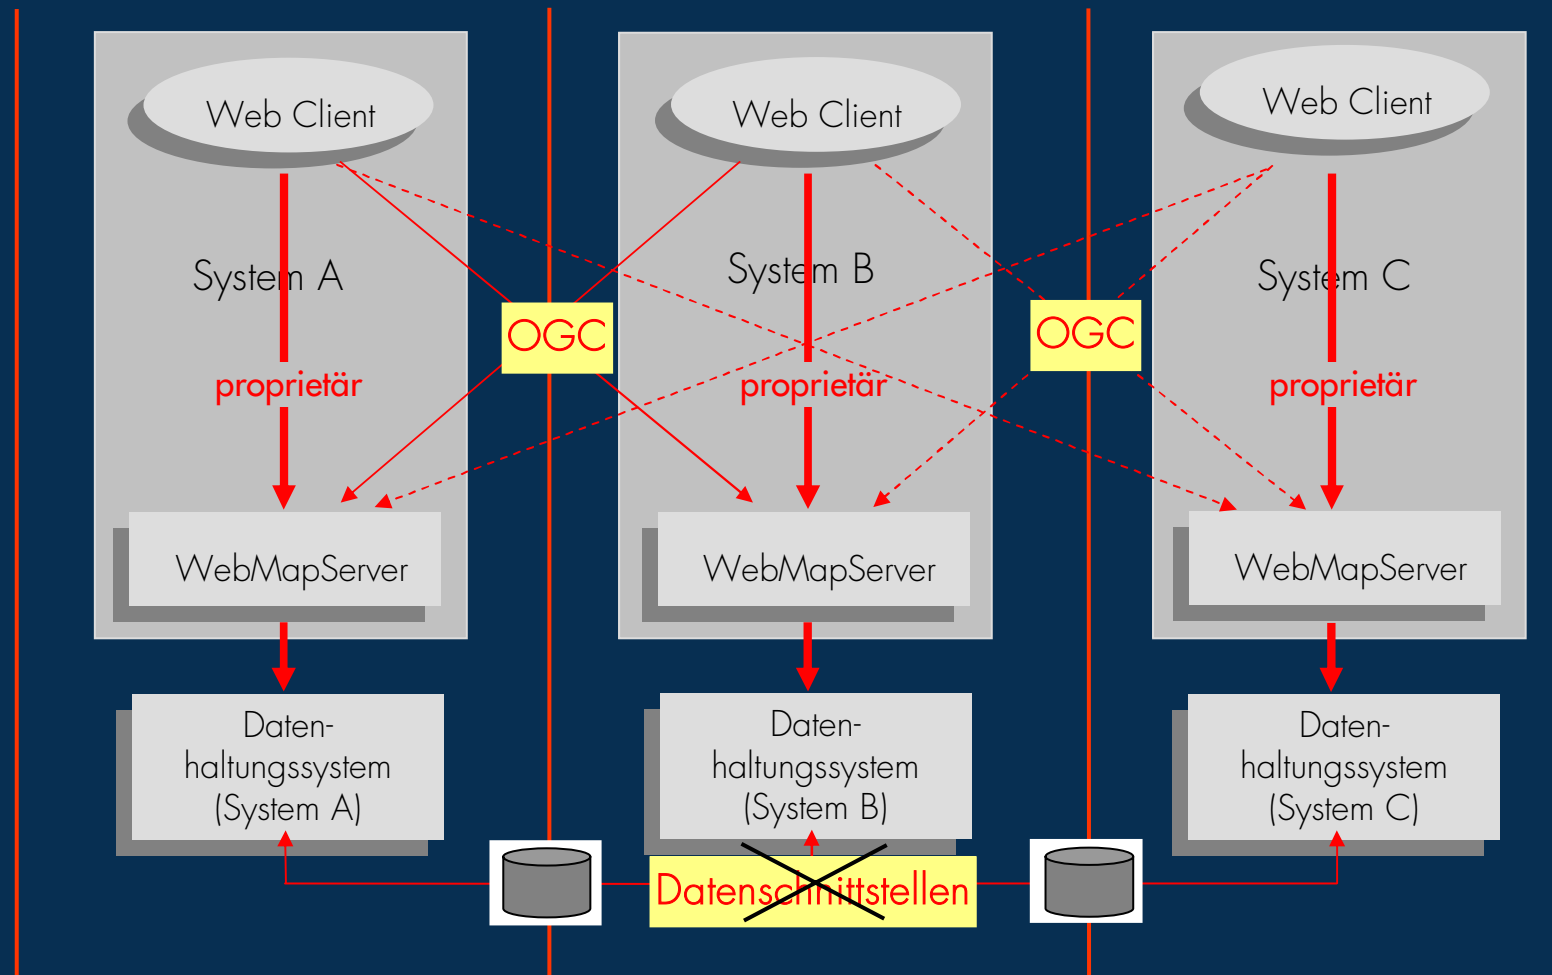 Web Client
Web Client
Web Client
System A
System B
System C
OGC
OGC
proprietär
proprietär
proprietär
WebMapServer
WebMapServer
WebMapServer
Daten-
haltungssystem
(System A)
Daten-
haltungssystem
(System B)
Daten-
haltungssystem
(System C)
Datenschnittstellen